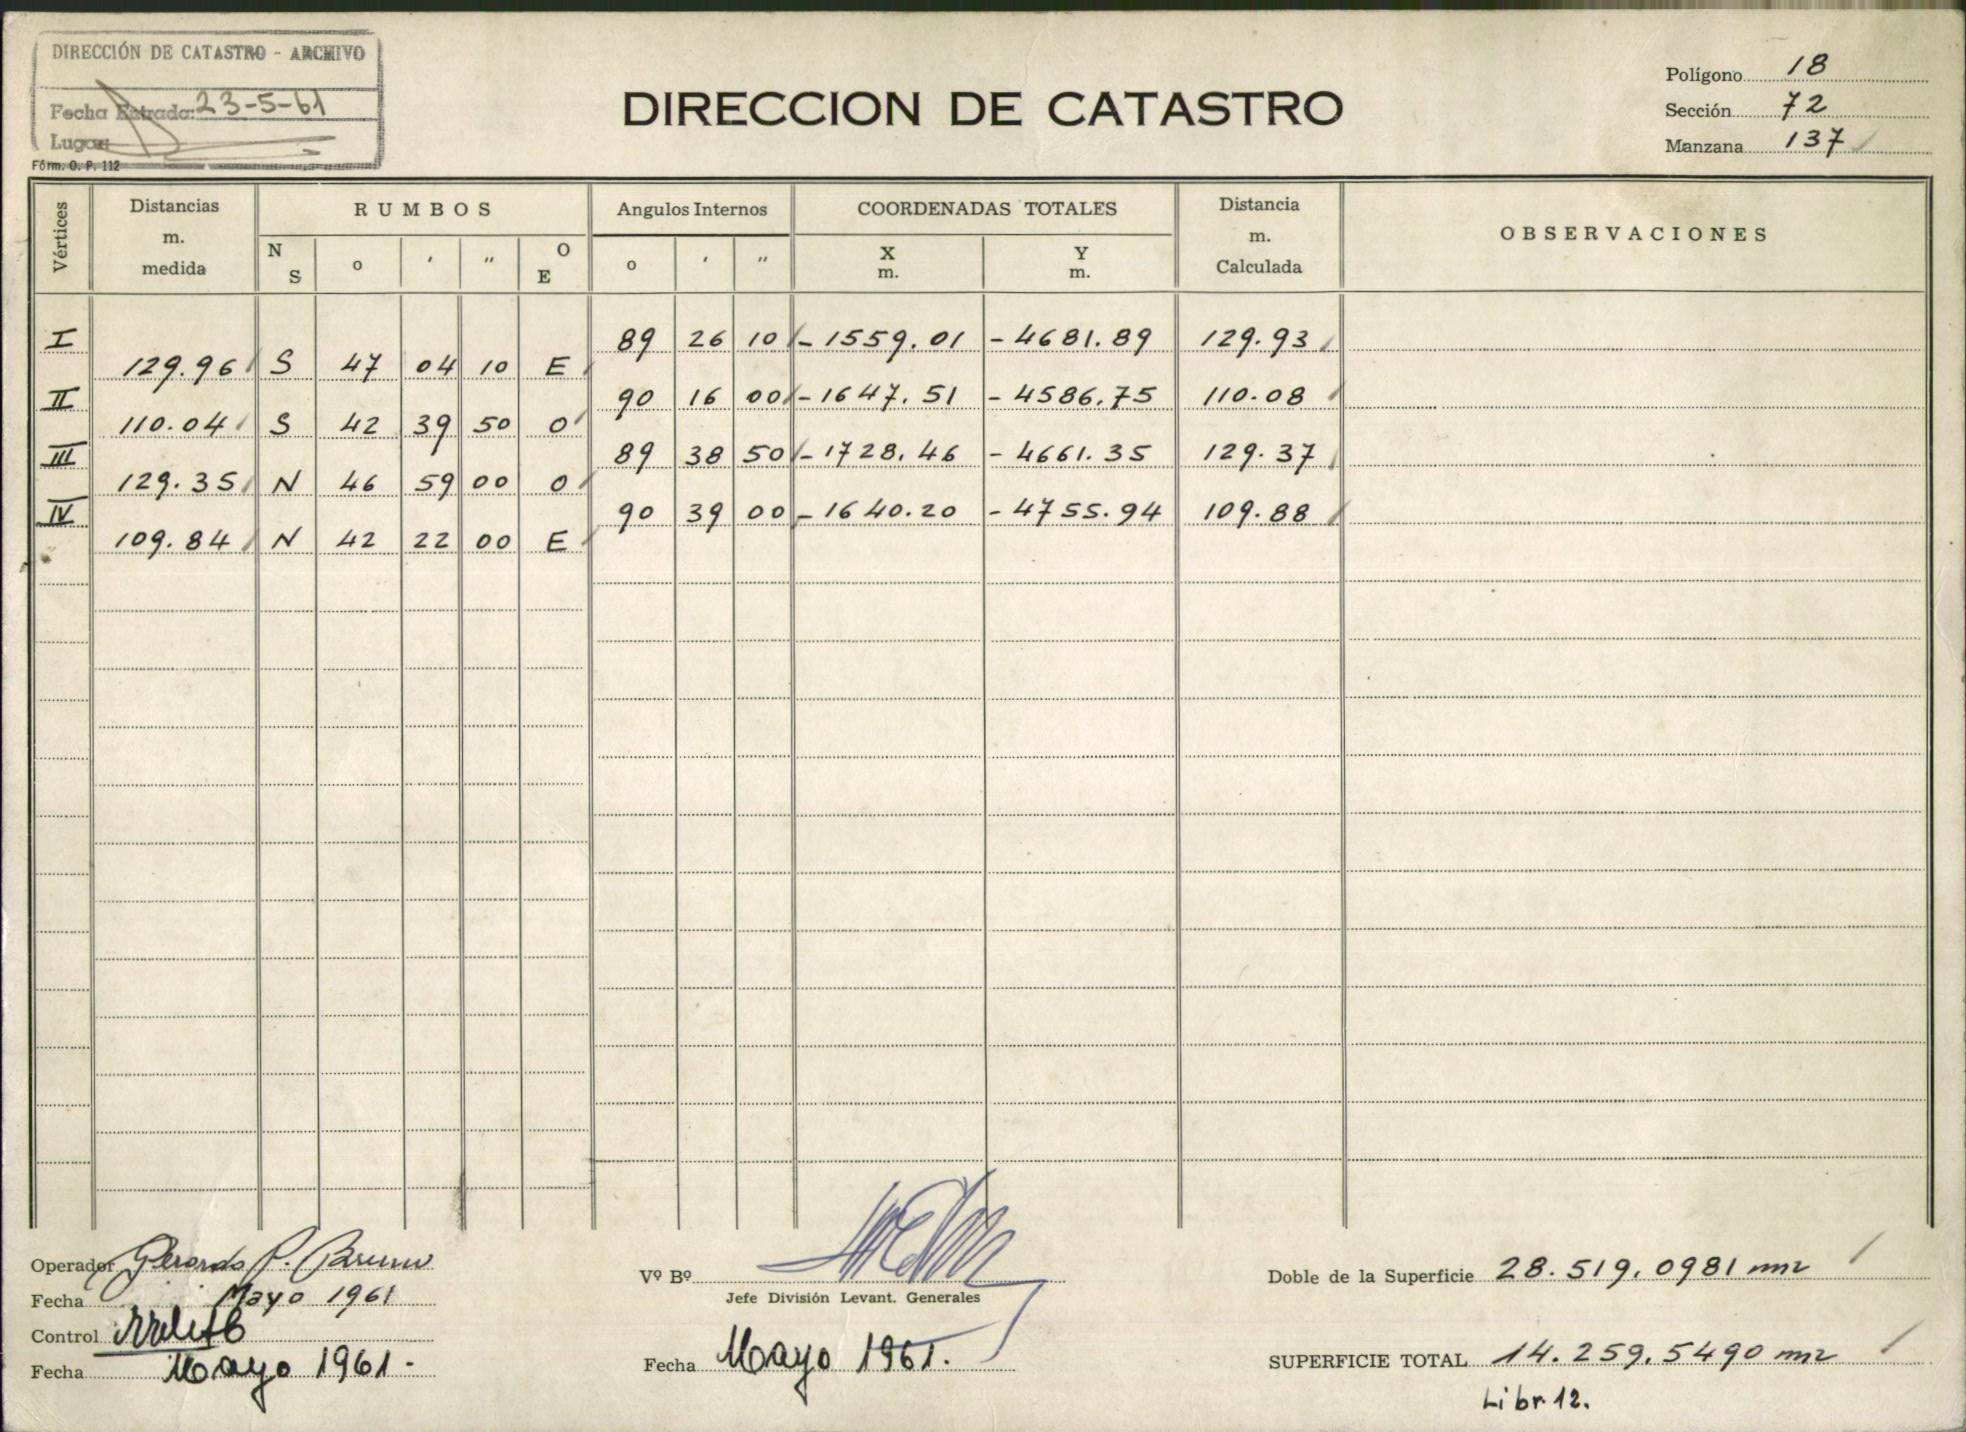 DIRECCIÓN DE CATASTRO - ARCHIVO
Fecha Entrada: 23-5-61
Lugar:
Fórm. O. P. 112
DIRECCION DE CATASTRO
Polígono 18
Sección 72
Manzana 137
Vértices Distancias m. medida RUMBOS N S o ′ ″ O E Angulos Internos o ′ ″ COORDENADAS TOTALES X m. Y m. Distancia m. Calculada OBSERVACIONES
I 89 26 10 - 1559.01 - 4681.89 129.93
129.96 S 47 04 10 E
II 90 16 00 - 1647.51 - 4586.75 110.08
110.04 S 42 39 50 O
III 89 38 50 - 1728.46 - 4661.35 129.37
129.35 N 46 59 00 O
IV 90 39 00 - 1640.20 - 4755.94 109.88
109.84 N 42 22 00 E
Operador Gerardo P. Bruno
Fecha Mayo 1961
Control
Fecha Mayo 1961.-
Vº Bº
Jefe División Levant. Generales
Fecha Mayo 1961.
Doble de la Superficie 28.519,0981 mm2
SUPERFICIE TOTAL 14.259,5490 mm2
Libr. 12.